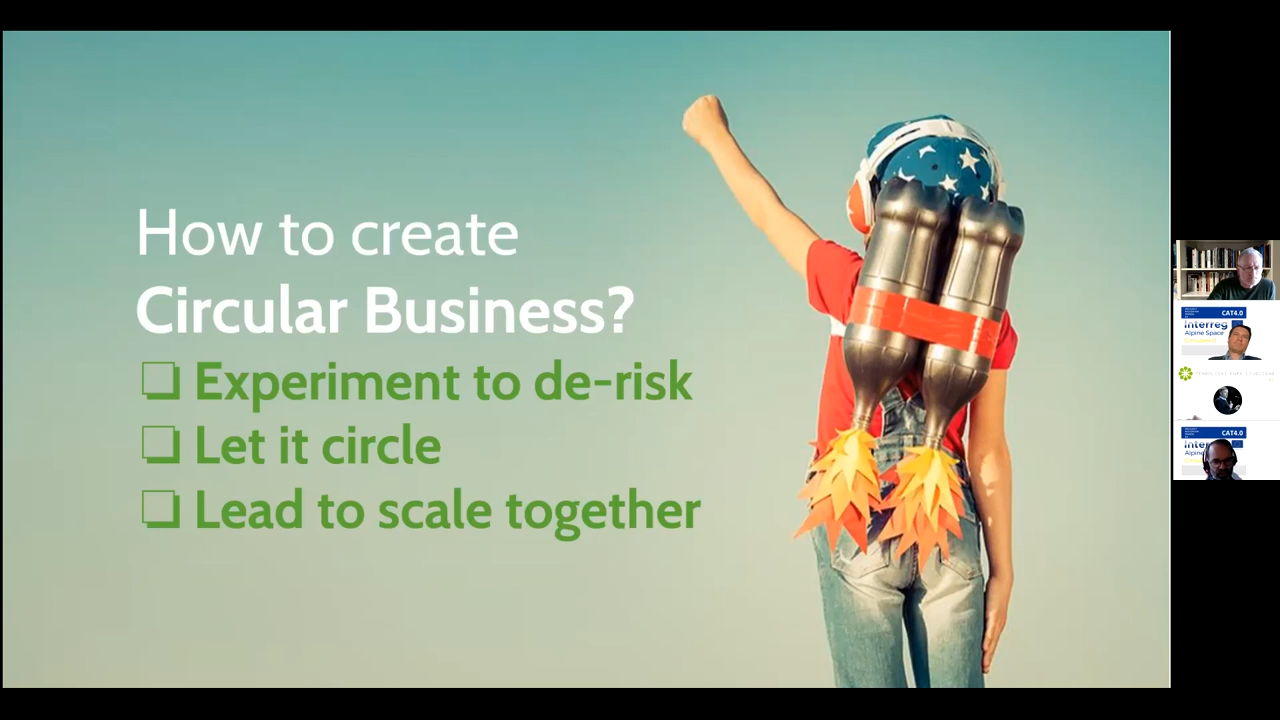 How to create
Circular Business?
❏ Experiment to de-risk
❏ Let it circle
❏ Lead to scale together
CAT4.0
Interreg
Alpine Space
CAT4.0